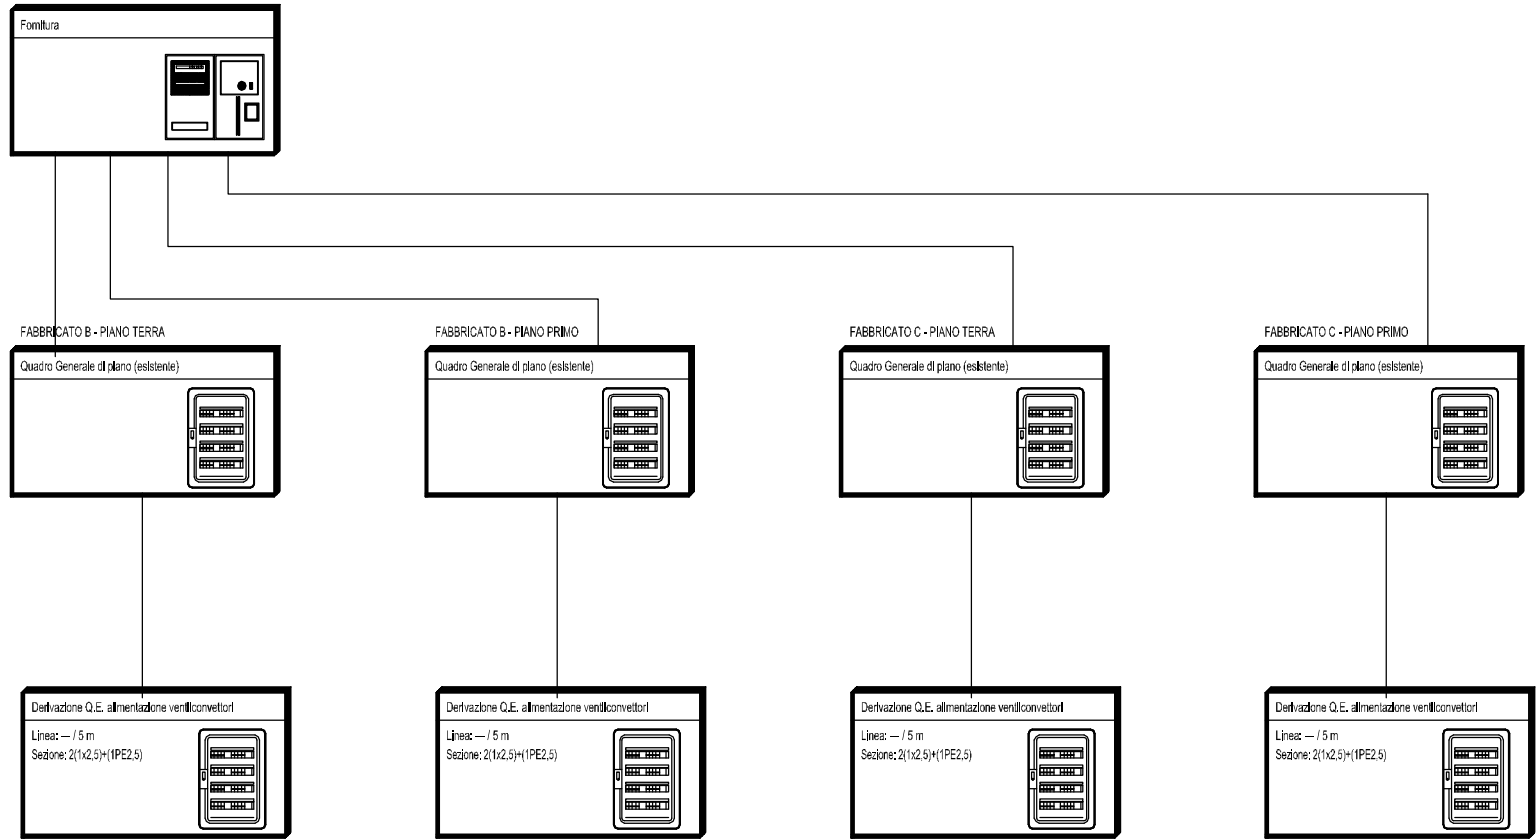 Fornitura
FABBRICATO B - PIANO TERRA
Quadro Generale di piano (esistente)
FABBRICATO B - PIANO PRIMO
Quadro Generale di piano (esistente)
FABBRICATO C - PIANO TERRA
Quadro Generale di piano (esistente)
FABBRICATO C - PIANO PRIMO
Quadro Generale di piano (esistente)
Derivazione Q.E. alimentazione ventilconvettori
Linea: — / 5 m
Sezione: 2(1x2,5)+(1PE2,5)
Derivazione Q.E. alimentazione ventilconvettori
Linea: — / 5 m
Sezione: 2(1x2,5)+(1PE2,5)
Derivazione Q.E. alimentazione ventilconvettori
Linea: — / 5 m
Sezione: 2(1x2,5)+(1PE2,5)
Derivazione Q.E. alimentazione ventilconvettori
Linea: — / 5 m
Sezione: 2(1x2,5)+(1PE2,5)